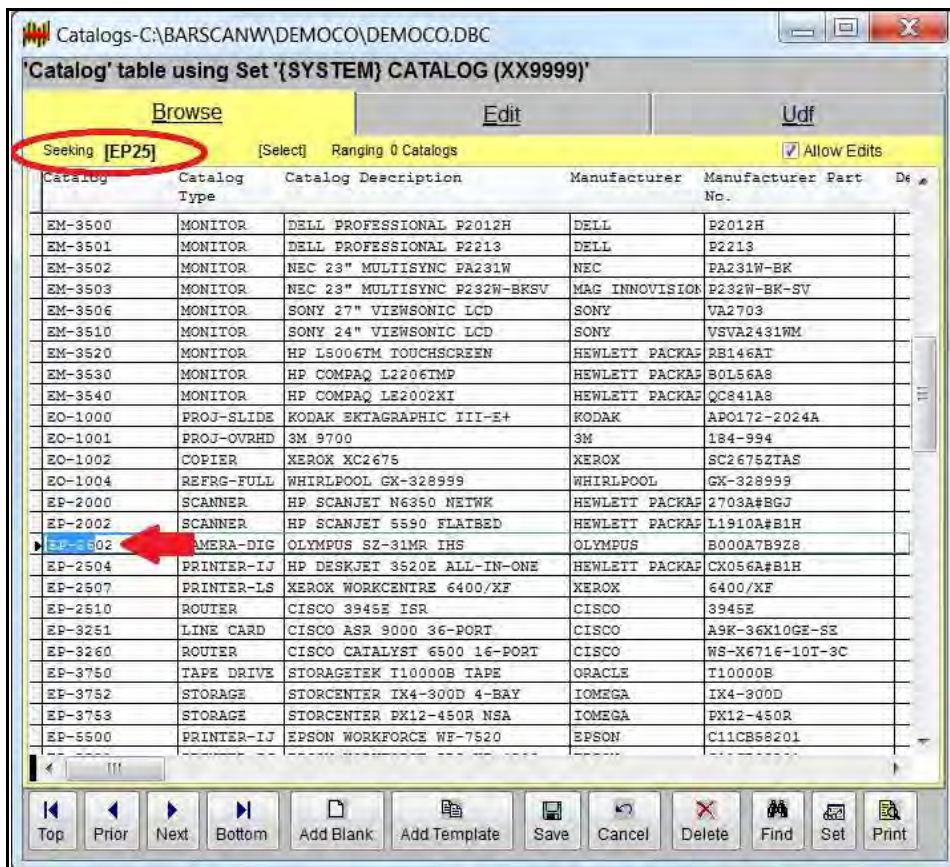 Catalogs-C:\BARSCANW\DEMOCO\DEMOCO.DBC
'Catalog' table using Set '{SYSTEM} CATALOG (XX9999)'
Browse Edit Udf
Seeking [EP25] [Select] Ranging 0 Catalogs Allow Edits
Catalog Catalog Type Catalog Description Manufacturer Manufacturer Part No. De
EM-3500 MONITOR DELL PROFESSIONAL P2012H DELL P2012H
EM-3501 MONITOR DELL PROFESSIONAL P2213 DELL P2213
EM-3502 MONITOR NEC 23" MULTISYNC PA231W NEC PA231W-BK
EM-3503 MONITOR NEC 23" MULTISYNC P232W-BKSV MAG INNOVISION P232W-BK-SV
EM-3506 MONITOR SONY 27" VIEWSONIC LCD SONY VA2703
EM-3510 MONITOR SONY 24" VIEWSONIC LCD SONY VSVA2431WM
EM-3520 MONITOR HP L5006TM TOUCHSCREEN HEWLETT PACKAR RB146AT
EM-3530 MONITOR HP COMPAQ L2206TMP HEWLETT PACKAR B0L56A8
EM-3540 MONITOR HP COMPAQ LE2002XI HEWLETT PACKAR QC841A8
EO-1000 PROJ-SLIDE KODAK EKTAGRAPHIC III-E+ KODAK APO172-2024A
EO-1001 PROJ-OVRHD 3M 9700 3M 184-994
EO-1002 COPIER XEROX XC2675 XEROX SC2675ZTAS
EO-1004 REFRG-FULL WHIRLPOOL GX-328999 WHIRLPOOL GX-328999
EP-2000 SCANNER HP SCANJET N6350 NETWK HEWLETT PACKAR 2703A#BGJ
EP-2002 SCANNER HP SCANJET 5590 FLATBED HEWLETT PACKAR L1910A#B1H
EP-2502 CAMERA-DIG OLYMPUS SZ-31MR IHS OLYMPUS B000A7B9Z8
EP-2504 PRINTER-IJ HP DESKJET 3520E ALL-IN-ONE HEWLETT PACKAR CX056A#B1H
EP-2507 PRINTER-LS XEROX WORKCENTRE 6400/XF XEROX 6400/XF
EP-2510 ROUTER CISCO 3945E ISR CISCO 3945E
EP-3251 LINE CARD CISCO ASR 9000 36-PORT CISCO A9K-36X10GE-SE
EP-3260 ROUTER CISCO CATALYST 6500 16-PORT CISCO WS-X6716-10T-3C
EP-3750 TAPE DRIVE STORAGETEK T10000B TAPE ORACLE T10000B
EP-3752 STORAGE STORCENTER IX4-300D 4-BAY IOMEGA IX4-300D
EP-3753 STORAGE STORCENTER PX12-450R NSA IOMEGA PX12-450R
EP-5500 PRINTER-IJ EPSON WORKFORCE WF-7520 EPSON C11CB58201
Top Prior Next Bottom Add Blank Add Template Save Cancel Delete Find Set Print